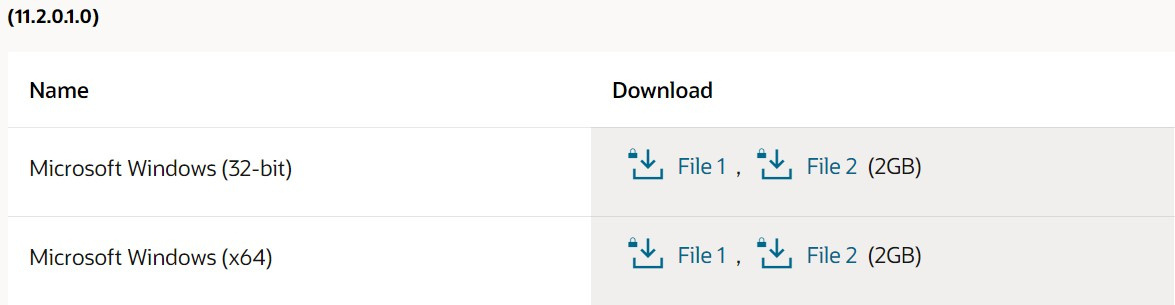 (11.2.0.1.0)
Name Download
Microsoft Windows (32-bit) File 1 , File 2 (2GB)
Microsoft Windows (x64) File 1 , File 2 (2GB)